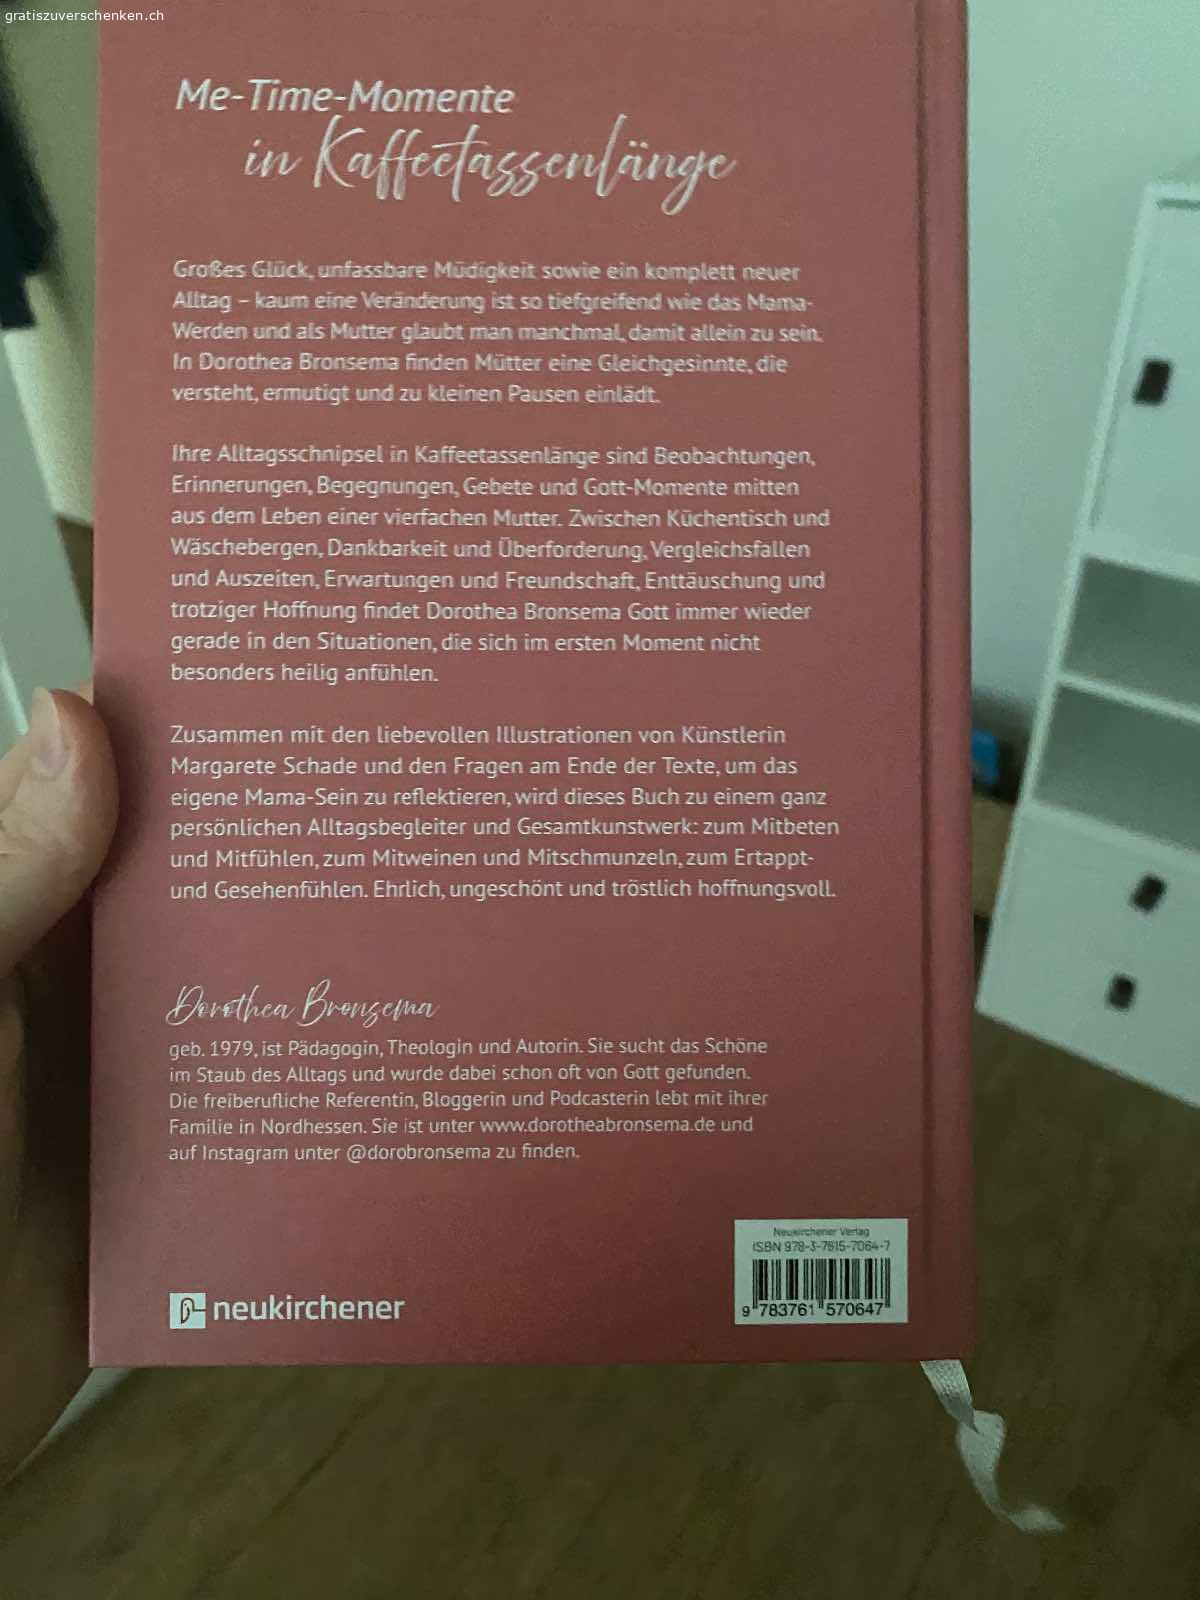 gratiszuverschenken.ch
Me-Time-Momente
in Kaffeetassenlänge
Großes Glück, unfassbare Müdigkeit sowie ein komplett neuer
Alltag – kaum eine Veränderung ist so tiefgreifend wie das Mama-
Werden und als Mutter glaubt man manchmal, damit allein zu sein.
In Dorothea Bronsema finden Mütter eine Gleichgesinnte, die
versteht, ermutigt und zu kleinen Pausen einlädt.
Ihre Alltagsschnipsel in Kaffeetassenlänge sind Beobachtungen,
Erinnerungen, Begegnungen, Gebete und Gott-Momente mitten
aus dem Leben einer vierfachen Mutter. Zwischen Küchentisch und
Wäschebergen, Dankbarkeit und Überforderung, Vergleichsfallen
und Auszeiten, Erwartungen und Freundschaft, Enttäuschung und
trotziger Hoffnung findet Dorothea Bronsema Gott immer wieder
gerade in den Situationen, die sich im ersten Moment nicht
besonders heilig anfühlen.
Zusammen mit den liebevollen Illustrationen von Künstlerin
Margarete Schade und den Fragen am Ende der Texte, um das
eigene Mama-Sein zu reflektieren, wird dieses Buch zu einem ganz
persönlichen Alltagsbegleiter und Gesamtkunstwerk: zum Mitbeten
und Mitfühlen, zum Mitweinen und Mitschmunzeln, zum Ertappt-
und Gesehenfühlen. Ehrlich, ungeschönt und tröstlich hoffnungsvoll.
Dorothea Bronsema
geb. 1979, ist Pädagogin, Theologin und Autorin. Sie sucht das Schöne
im Staub des Alltags und wurde dabei schon oft von Gott gefunden.
Die freiberufliche Referentin, Bloggerin und Podcasterin lebt mit ihrer
Familie in Nordhessen. Sie ist unter www.dorotheabronsema.de und
auf Instagram unter @dorobronsema zu finden.
Neukirchener Verlag
ISBN 978-3-7615-7064-7
9 783761 570647
neukirchener